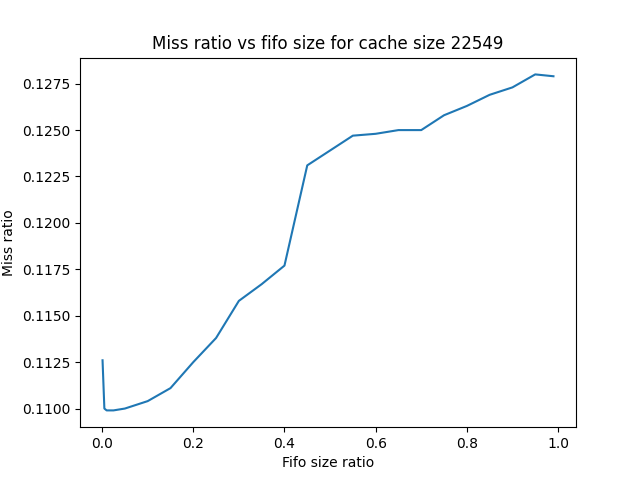 Miss ratio vs fifo size for cache size 22549
0.1275
0.1250
0.1225
0.1200
0.1175
0.1150
0.1125
0.1100
Miss ratio
0.0 0.2 0.4 0.6 0.8 1.0
Fifo size ratio